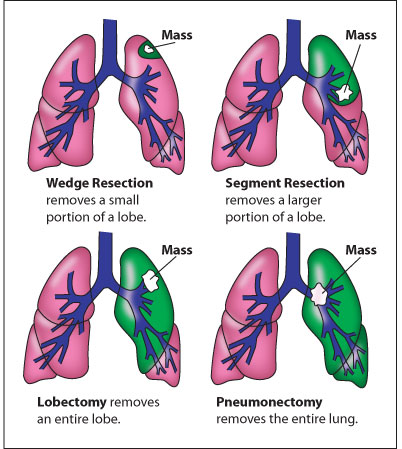 Mass
Mass
Wedge Resection
removes a small
portion of a lobe.
Segment Resection
removes a larger
portion of a lobe.
Mass
Mass
Lobectomy removes
an entire lobe.
Pneumonectomy
removes the entire lung.